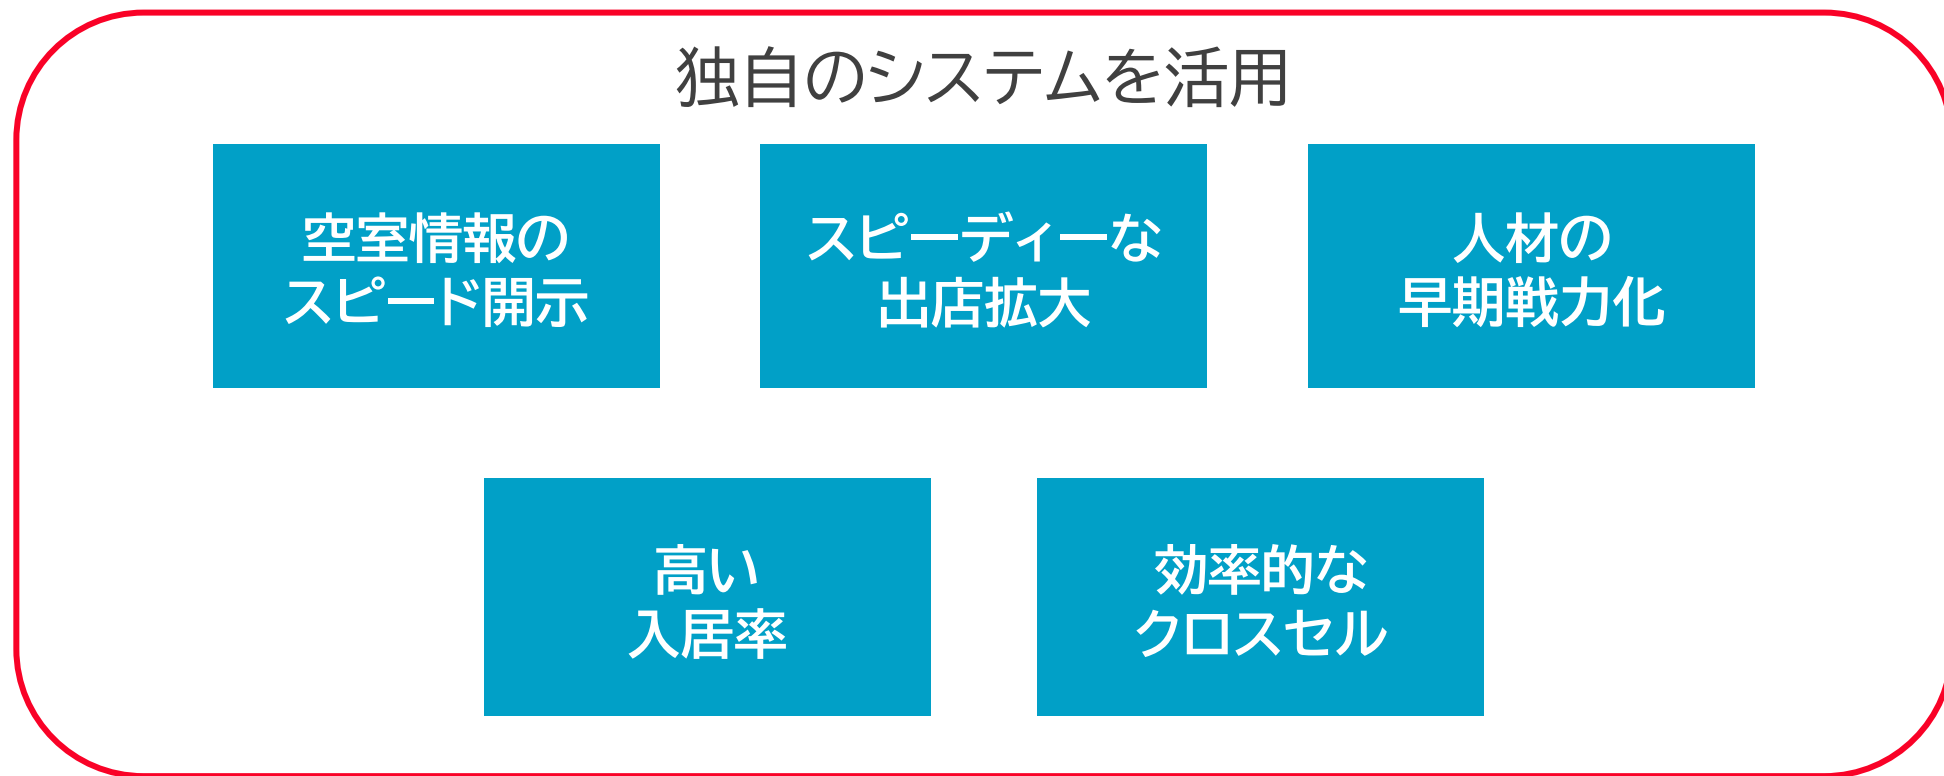 独自のシステムを活用
空室情報の
スピード開示
スピーディーな
出店拡大
人材の
早期戦力化
高い
入居率
効率的な
クロスセル